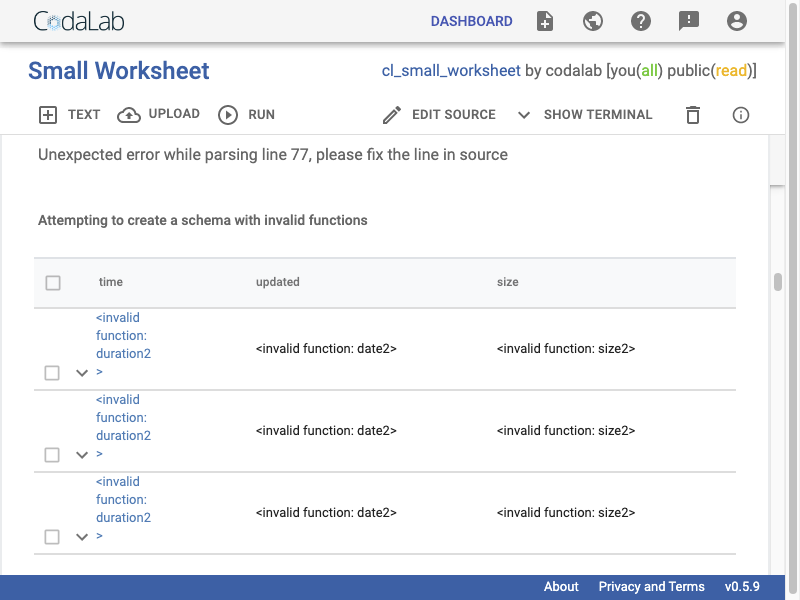 CodaLab
DASHBOARD
Small Worksheet
cl_small_worksheet by codalab [you(all) public(read)]
TEXT UPLOAD RUN EDIT SOURCE SHOW TERMINAL
Unexpected error while parsing line 77, please fix the line in source
Attempting to create a schema with invalid functions
time updated size
<invalid
function:
duration2
>
<invalid function: date2> <invalid function: size2>
<invalid
function:
duration2
>
<invalid function: date2> <invalid function: size2>
<invalid
function:
duration2
>
<invalid function: date2> <invalid function: size2>
About Privacy and Terms v0.5.9